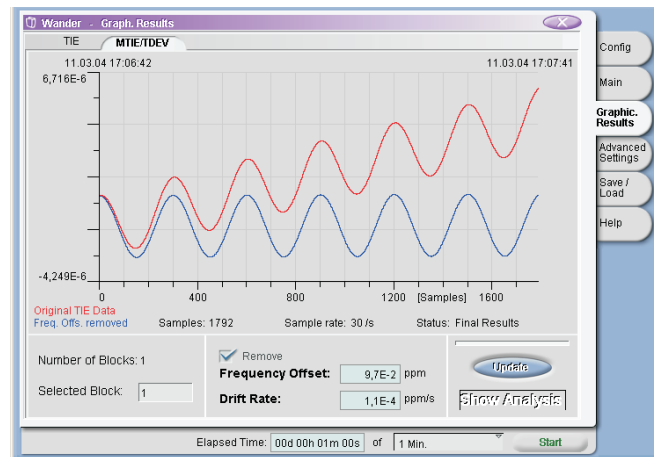 Wander - Graph. Results
TIE MTIE/TDEV
11.03.04 17:06:42 11.03.04 17:07:41
6,716E-6
-4,249E-6
0 400 800 1200 [Samples] 1600
Original TIE Data
Freq. Offs. removed Samples: 1792 Sample rate: 30 /s Status: Final Results
Number of Blocks: 1
Selected Block: 1
Remove
Frequency Offset: 9,7E-2 ppm
Drift Rate: 1,1E-4 ppm/s
Update
Show Analysis
Elapsed Time: 00d 00h 01m 00s of 1 Min. Start
Config
Main
Graphic.
Results
Advanced
Settings
Save /
Load
Help